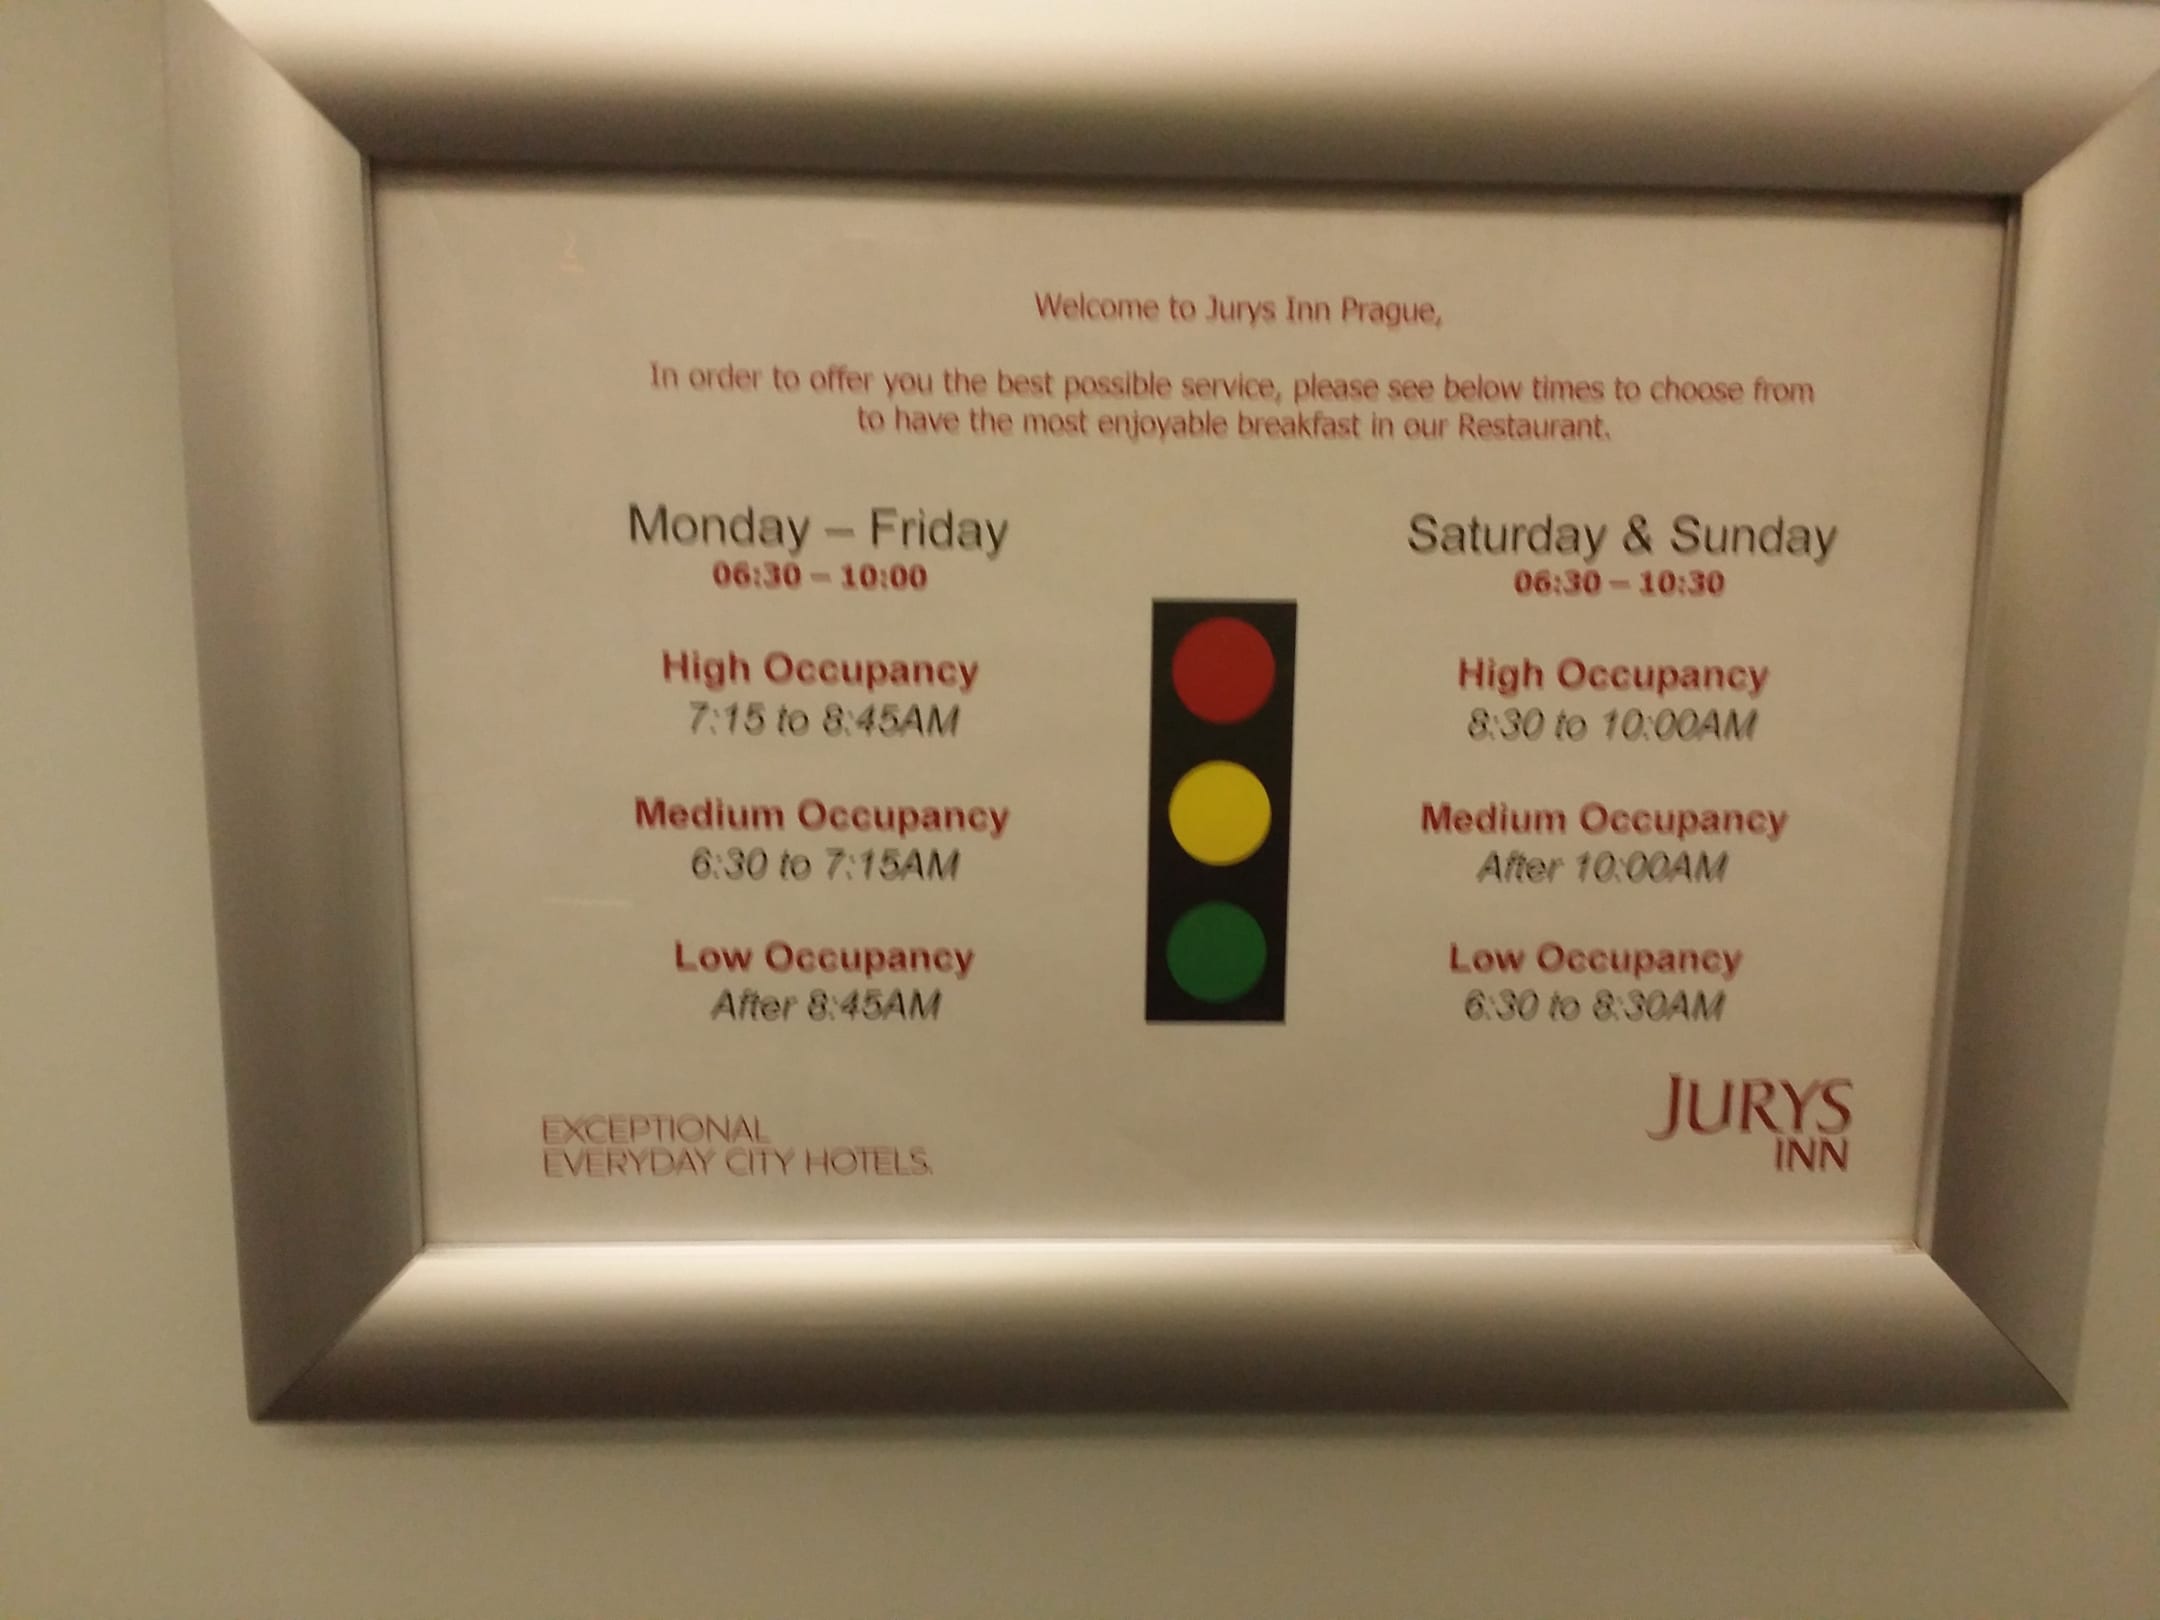 Welcome to Jurys Inn Prague,
In order to offer you the best possible service, please see below times to choose from
to have the most enjoyable breakfast in our Restaurant.
Monday – Friday
06:30 – 10:00
High Occupancy
7:15 to 8:45AM
Medium Occupancy
6:30 to 7:15AM
Low Occupancy
After 8:45AM
Saturday & Sunday
06:30 – 10:30
High Occupancy
8:30 to 10:00AM
Medium Occupancy
After 10:00AM
Low Occupancy
6:30 to 8:30AM
EXCEPTIONAL
EVERYDAY CITY HOTELS.
JURYS
INN